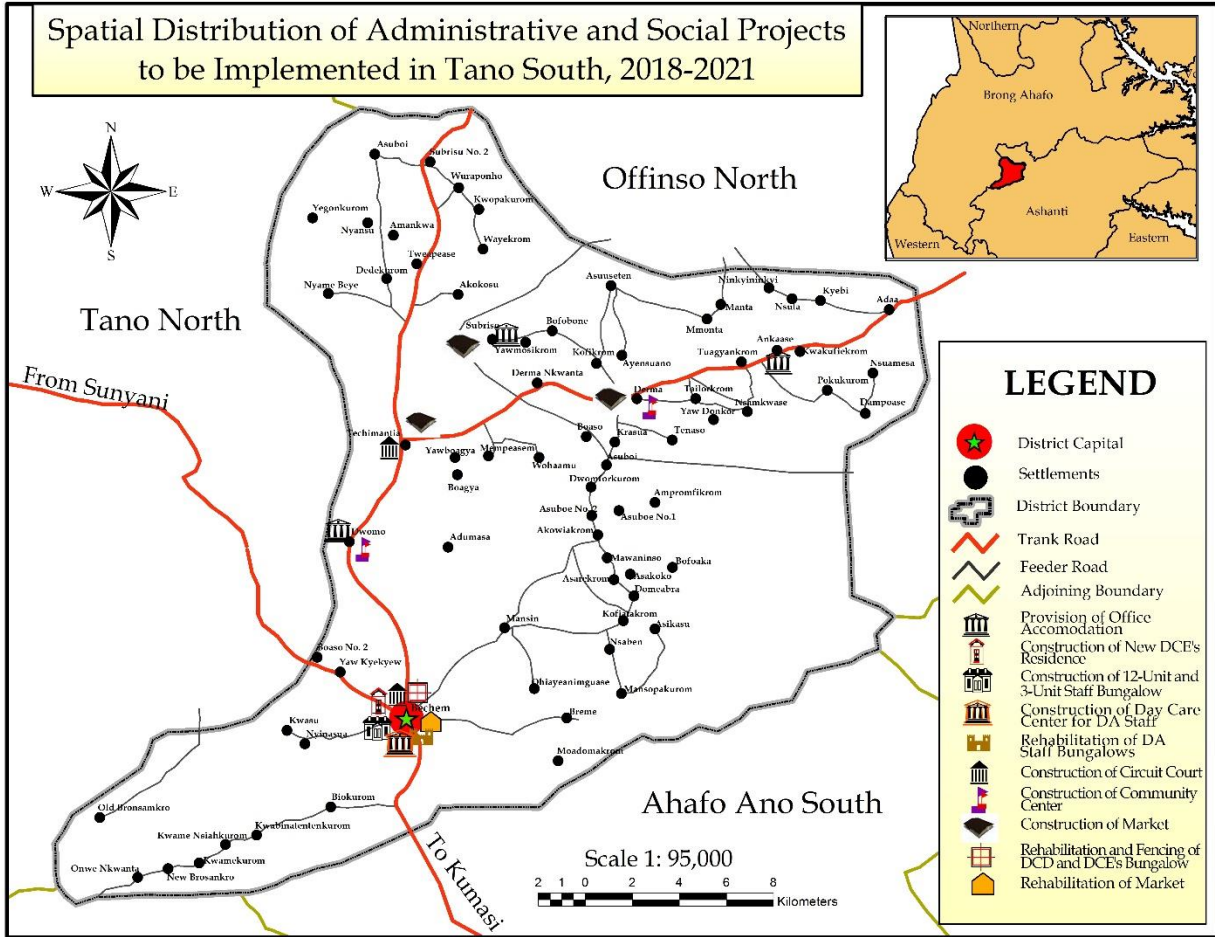 Spatial Distribution of Administrative and Social Projects
to be Implemented in Tano South, 2018-2021
Northern
Brong Ahafo
Ashanti
Western
Eastern
N
W
E
S
Offinso North
Tano North
Ahafo Ano South
From Sunyani
To Kumasi
Asuboi
Subrisu No. 2
Wuraponho
Kwopakurom
Yegonkurom
Nyansu
Amankwa
Wayekrom
Tweapease
Dedekurom
Nyame Beye
Akokosu
Asuuseten
Ninkyininkyi
Nsuta
Kyebi
Adaa
Manta
Mmonta
Subriso
Yawmosikrom
Bofobone
Kofikrom
Ayensuano
Ankaase
Kwakufiekrom
Tuagyankrom
Nsuamesa
Derma Nkwanta
Derma
Tailorkrom
Pokukurom
Dampoase
Yaw Donkor
Nsimkwase
Techimantia
Boaso
Krasua
Tenaso
Yawboagya
Mempeasem
Wohaamu
Asuboi
Boagya
Dwomforkurom
Ampromfikrom
Asuboe No. 2
Asuboe No.1
Dwomo
Adumasa
Akowiakrom
Mawaninso
Bofoaka
Asarekrom
Asakoko
Domeabra
Mansin
Kofiafakrom
Asikasu
Nsaben
Boaso No. 2
Yaw Kyekyew
Dhiayeanimguase
Mansopakurom
Bechem
Breme
Kwasu
Nyinasua
Moadomakrom
Old Bronsamkro
Biokurom
Kwabinatentenkurom
Kwame Nsiahkurom
Kwamekurom
Onwe Nkwanta
New Brosankro
Scale 1: 95,000
2 1 0 2 4 6 8
Kilometers
LEGEND
District Capital
Settlements
District Boundary
Trank Road
Feeder Road
Adjoining Boundary
Provision of Office
Accomodation
Construction of New DCE's
Residence
Construction of 12-Unit and
3-Unit Staff Bungalow
Construction of Day Care
Center for DA Staff
Rehabilitation of DA
Staff Bungalows
Construction of Circuit Court
Construction of Community
Center
Construction of Market
Rehabilitation and Fencing of
DCD and DCE's Bungalow
Rehabilitation of Market